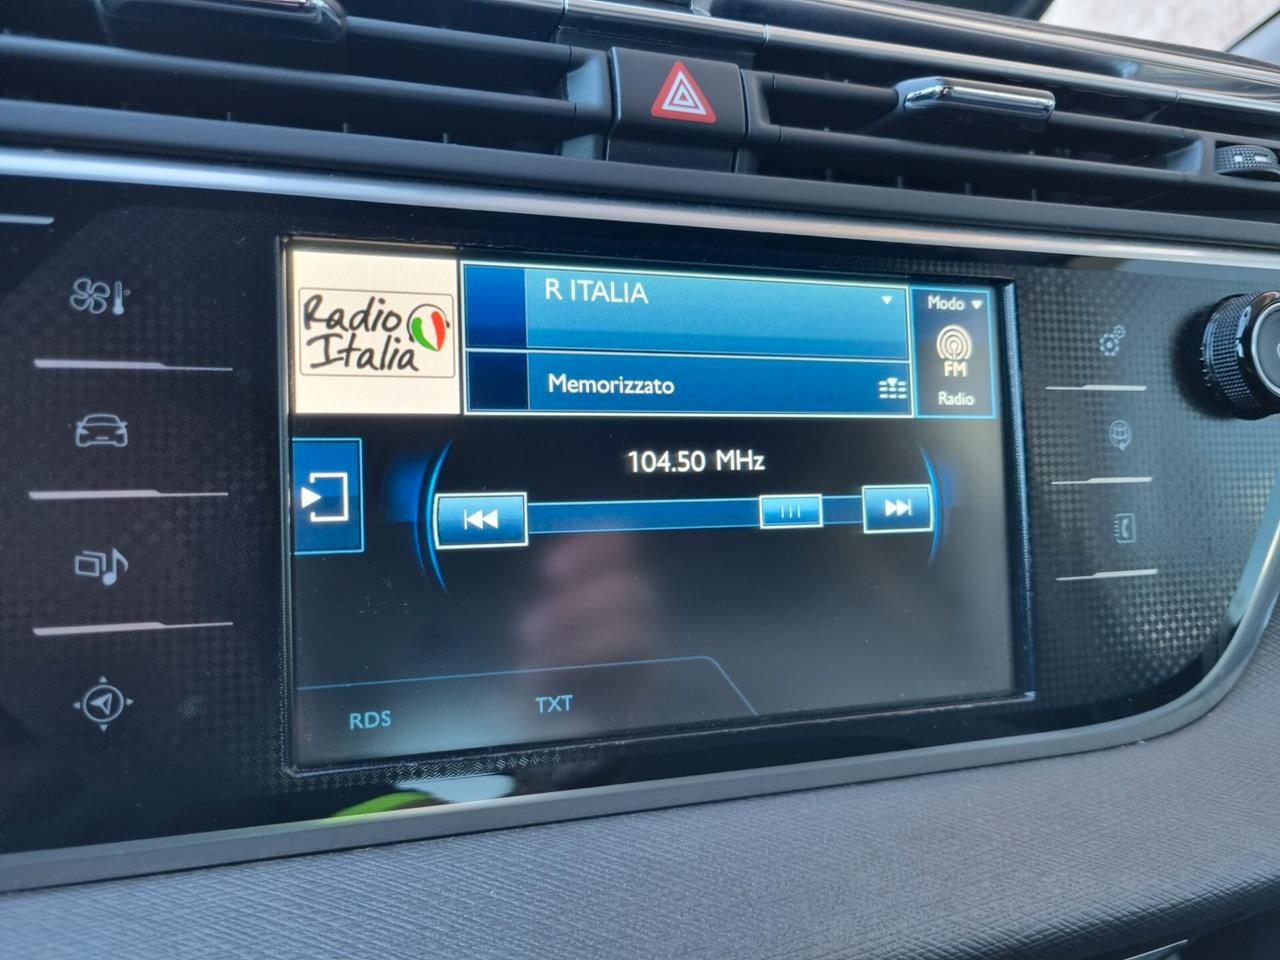 Radio
Italia
R ITALIA
Modo
Memorizzato
FM
Radio
104.50 MHz
RDS
TXT